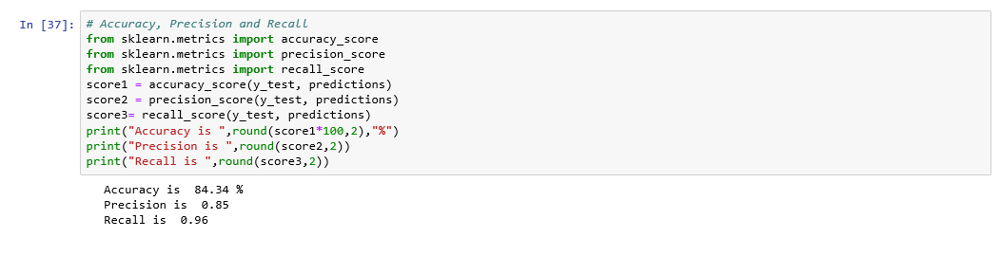 In [37]: # Accuracy, Precision and Recall
from sklearn.metrics import accuracy_score
from sklearn.metrics import precision_score
from sklearn.metrics import recall_score
score1 = accuracy_score(y_test, predictions)
score2 = precision_score(y_test, predictions)
score3= recall_score(y_test, predictions)
print("Accuracy is ",round(score1*100,2),"%")
print("Precision is ",round(score2,2))
print("Recall is ",round(score3,2))
Accuracy is  84.34 %
Precision is  0.85
Recall is  0.96